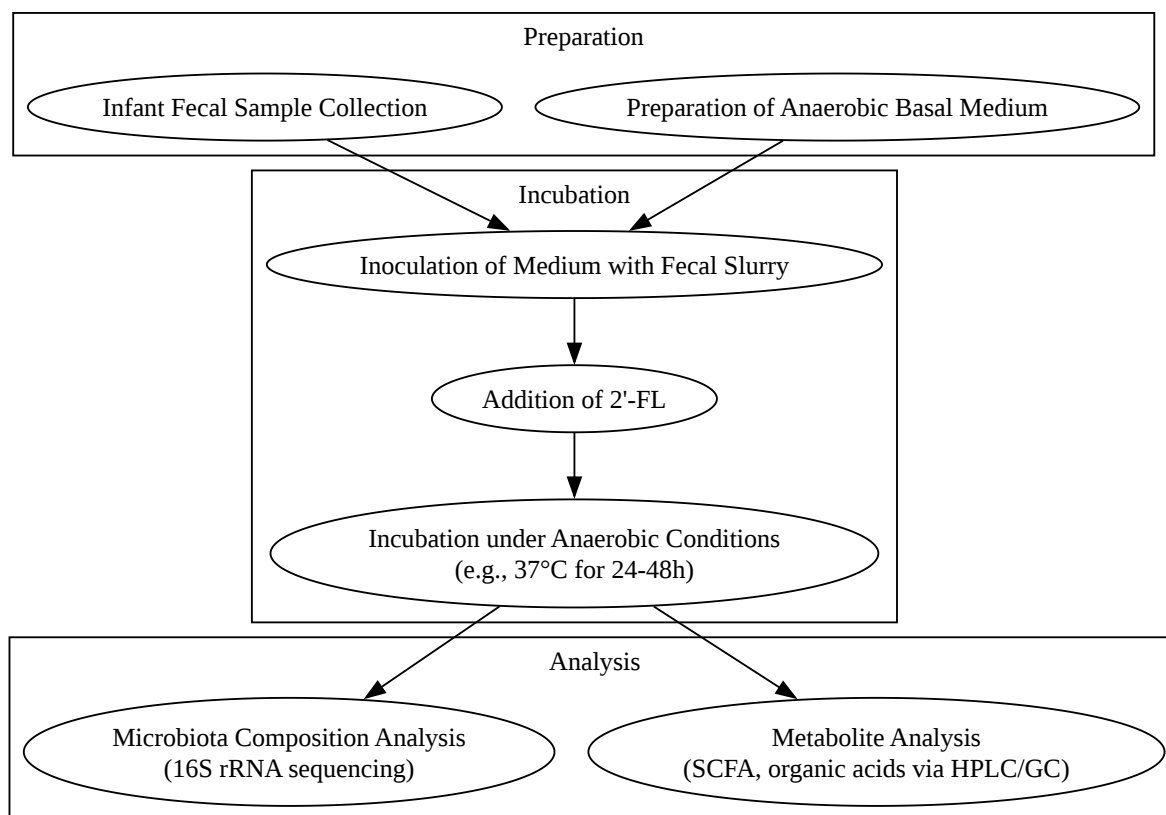 Preparation
Infant Fecal Sample Collection
Preparation of Anaerobic Basal Medium
Incubation
Inoculation of Medium with Fecal Slurry
Addition of 2'-FL
Incubation under Anaerobic Conditions
(e.g., 37°C for 24-48h)
Analysis
Microbiota Composition Analysis
(16S rRNA sequencing)
Metabolite Analysis
(SCFA, organic acids via HPLC/GC)